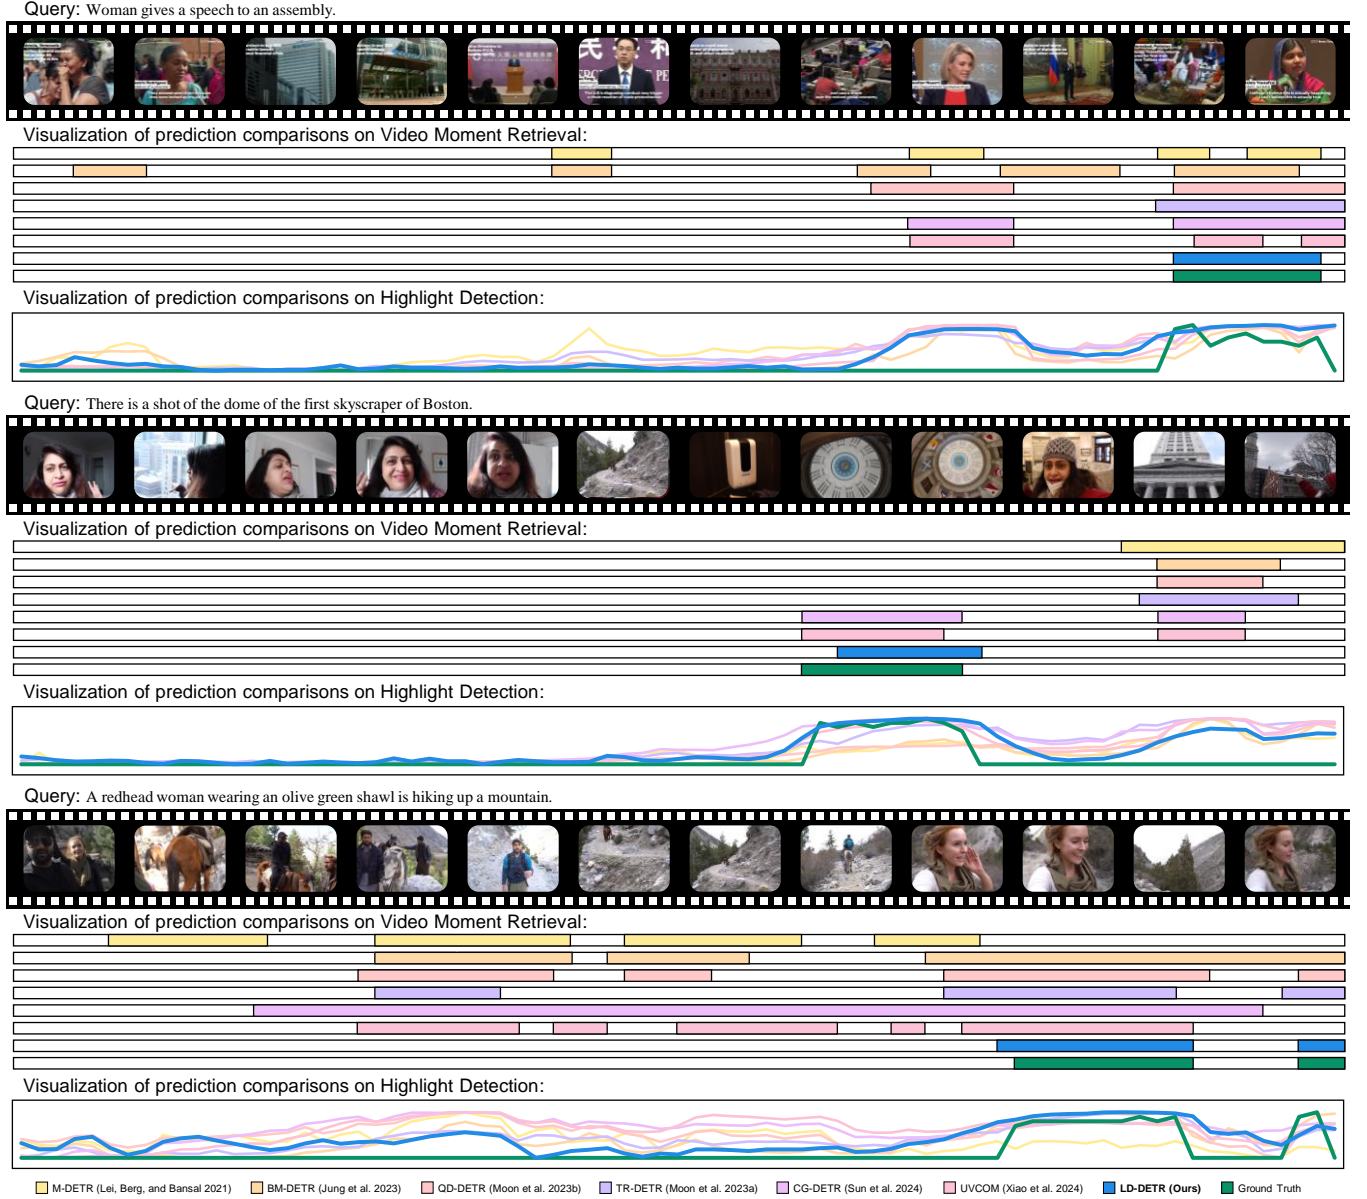 Query: Woman gives a speech to an assembly.
Visualization of prediction comparisons on Video Moment Retrieval:
Visualization of prediction comparisons on Highlight Detection:
Query: There is a shot of the dome of the first skyscraper of Boston.
Visualization of prediction comparisons on Video Moment Retrieval:
Visualization of prediction comparisons on Highlight Detection:
Query: A redhead woman wearing an olive green shawl is hiking up a mountain.
Visualization of prediction comparisons on Video Moment Retrieval:
Visualization of prediction comparisons on Highlight Detection:
M-DETR (Lei, Berg, and Bansal 2021) BM-DETR (Jung et al. 2023) QD-DETR (Moon et al. 2023b) TR-DETR (Moon et al. 2023a) CG-DETR (Sun et al. 2024) UVCOM (Xiao et al. 2024) LD-DETR (Ours) Ground Truth